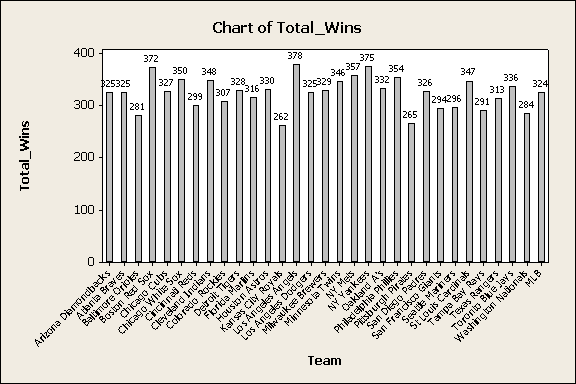 Chart of Total_Wins
Total_Wins
400
300
200
100
0
325
325
281
372
327
350
299
348
307
328
316
330
262
378
325
329
346
357
375
332
354
265
326
294
296
347
291
313
336
284
324
Arizona Diamondbacks
Atlanta Braves
Baltimore Orioles
Boston Red Sox
Chicago Cubs
Chicago White Sox
Cincinnati Reds
Cleveland Indians
Colorado Rockies
Detroit Tigers
Florida Marlins
Houston Astros
Kansas City Royals
Los Angeles Angels
Los Angeles Dodgers
Milwaukee Brewers
Minnesota Twins
NY Mets
NY Yankees
Oakland A's
Philadelphia Phillies
Pittsburgh Pirates
San Diego Padres
San Francisco Giants
Seattle Mariners
St Louis Cardinals
Tampa Bay Rays
Texas Rangers
Toronto Blue Jays
Washington Nationals
MLB
Team